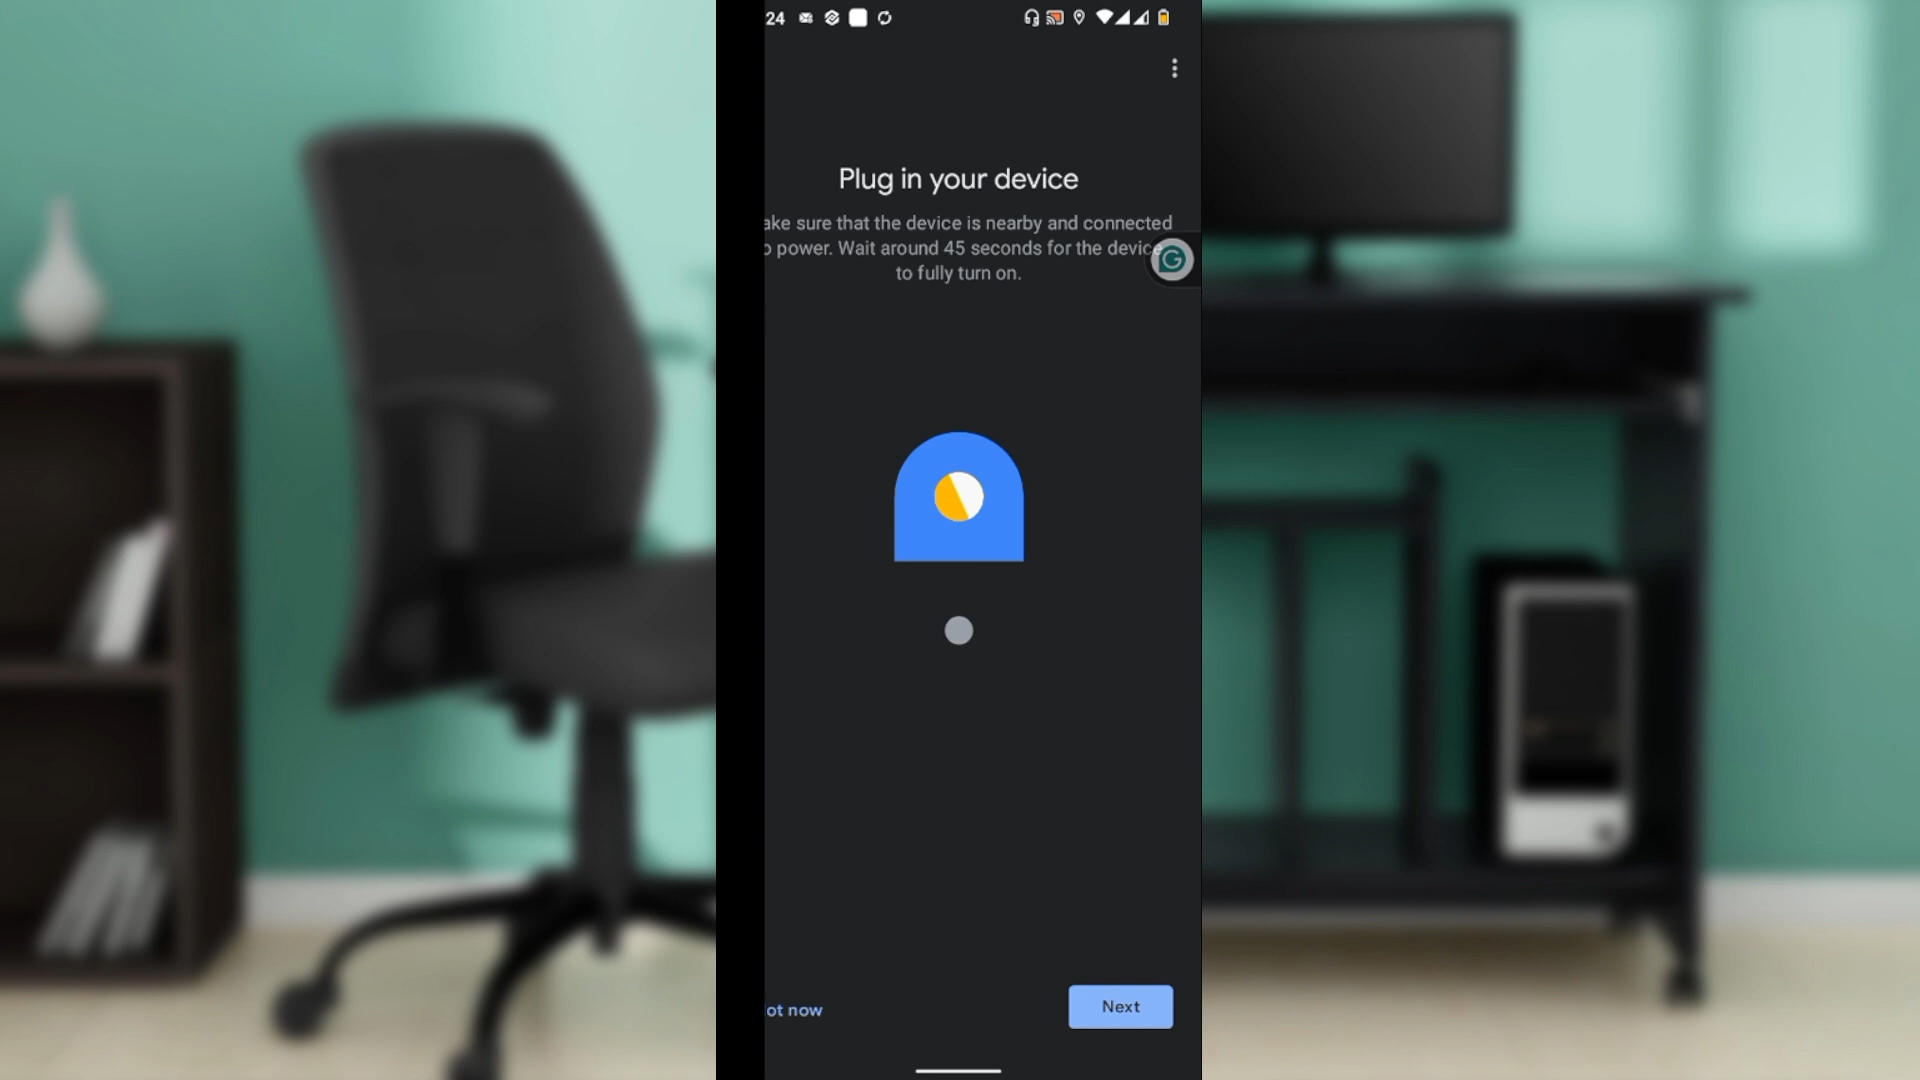 24
Plug in your device
ake sure that the device is nearby and connected
o power. Wait around 45 seconds for the device
to fully turn on.
ot now
Next